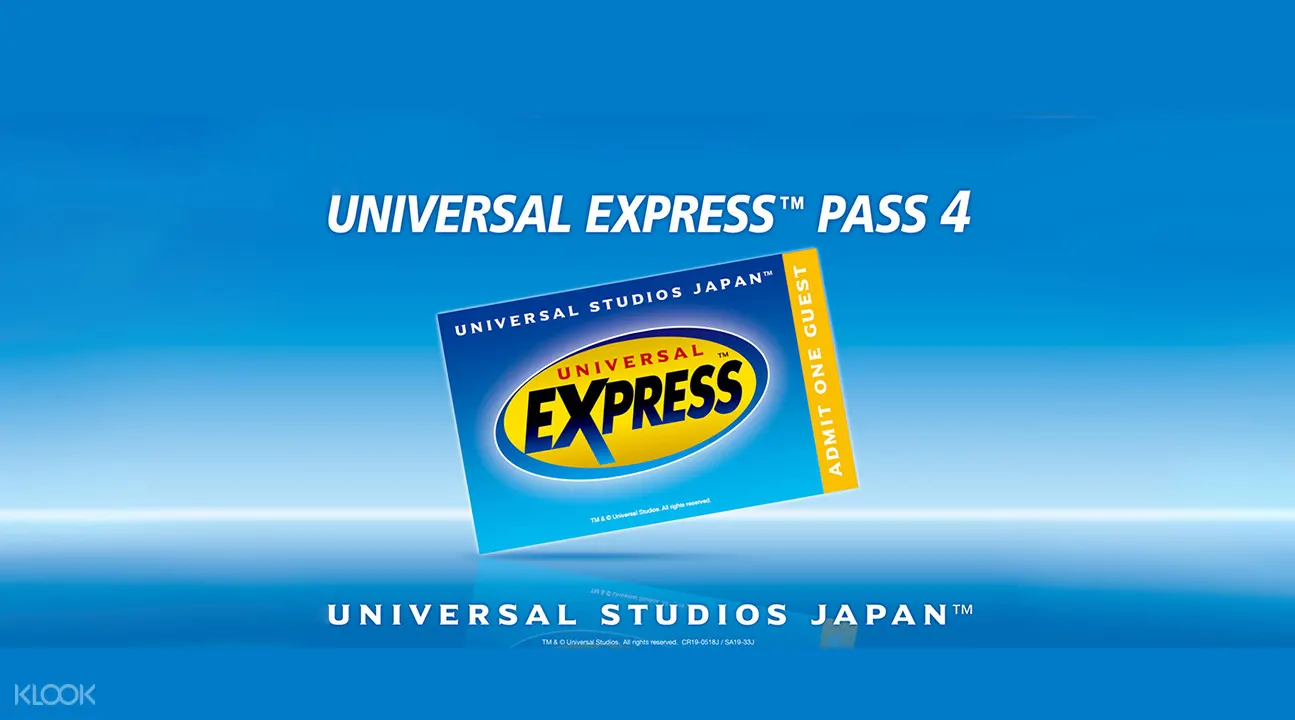 UNIVERSAL EXPRESS™ PASS 4
UNIVERSAL STUDIOS JAPAN™
UNIVERSAL™
EXPRESS
ADMIT ONE GUEST
TM & © Universal Studios. All rights reserved.
UNIVERSAL STUDIOS JAPAN™
TM & © Universal Studios. All rights reserved. CR19-0518J / SA19-33J
KLOOK